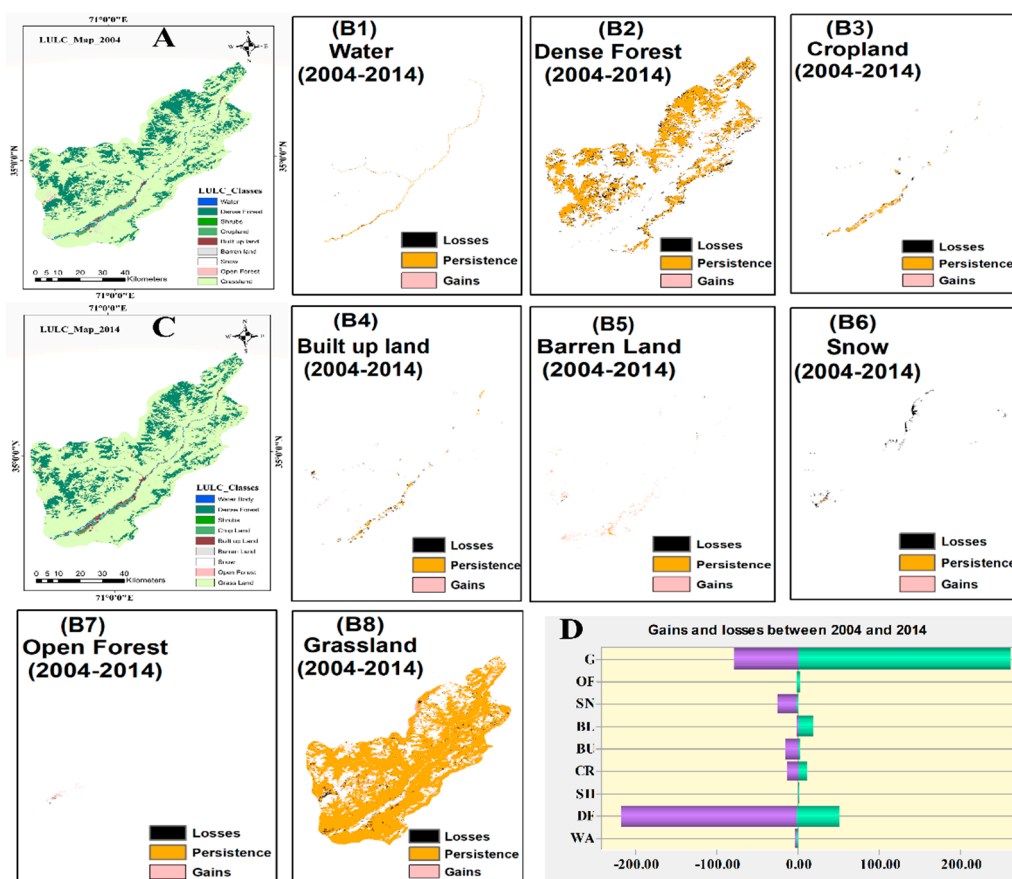 71°0'0"E
LULC_Map_2004
A
N
W
E
S
35°0'0"N
LULC_Classes
Water
Dense Forest
Shrubs
Cropland
Built up land
Barren land
Snow
Open Forest
Grassland
0 5 10 20 30 40
Kilometers
71°0'0"E
(B1)
Water
(2004-2014)
Losses
Persistence
Gains
(B2)
Dense Forest
(2004-2014)
Losses
Persistence
Gains
(B3)
Cropland
(2004-2014)
Losses
Persistence
Gains
71°0'0"E
LULC_Map_2014
C
N
W
S
35°0'0"N
35°0'0"N
LULC_Classes
Water Body
Dense Forest
Shrubs
Crop Land
Built up Land
Barren Land
Snow
Open Forest
Grass Land
0 5 10 20 30 40
Kilometers
71°0'0"E
(B4)
Built up land
(2004-2014)
Losses
Persistence
Gains
(B5)
Barren Land
(2004-2014)
Losses
Persistence
Gains
(B6)
Snow
(2004-2014)
Losses
Persistence
Gains
(B7)
Open Forest
(2004-2014)
Losses
Persistence
Gains
(B8)
Grassland
(2004-2014)
Losses
Persistence
Gains
D
Gains and losses between 2004 and 2014
G
OF
SN
BL
BU
CR
SH
DF
WA
-200.00 -100.00 0.00 100.00 200.00